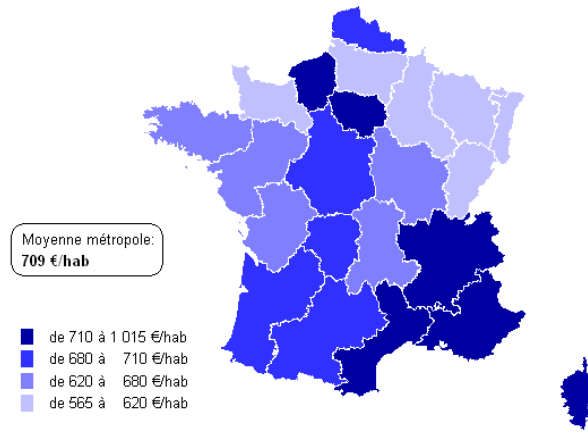 Moyenne métropole:
709 €/hab
de 710 à 1 015 €/hab
de 680 à 710 €/hab
de 620 à 680 €/hab
de 565 à 620 €/hab